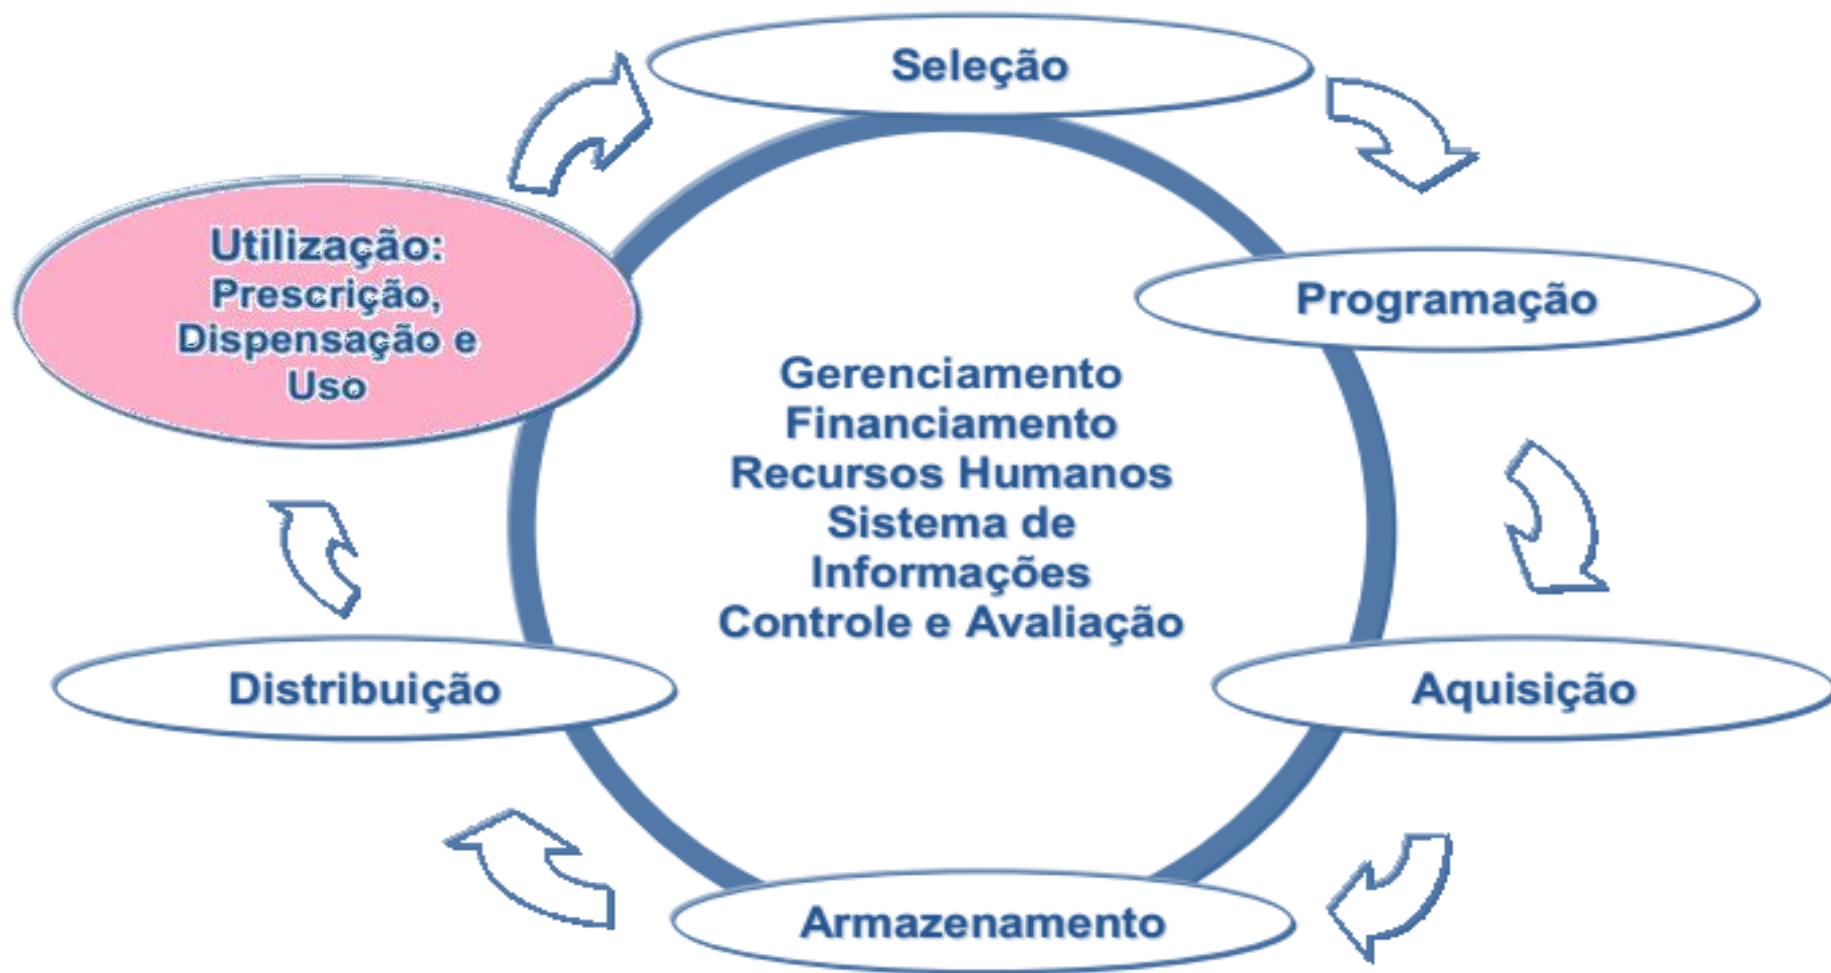 Seleção
Programação
Aquisição
Armazenamento
Distribuição
Utilização:
Prescrição,
Dispensação e
Uso
Gerenciamento
Financiamento
Recursos Humanos
Sistema de
Informações
Controle e Avaliação